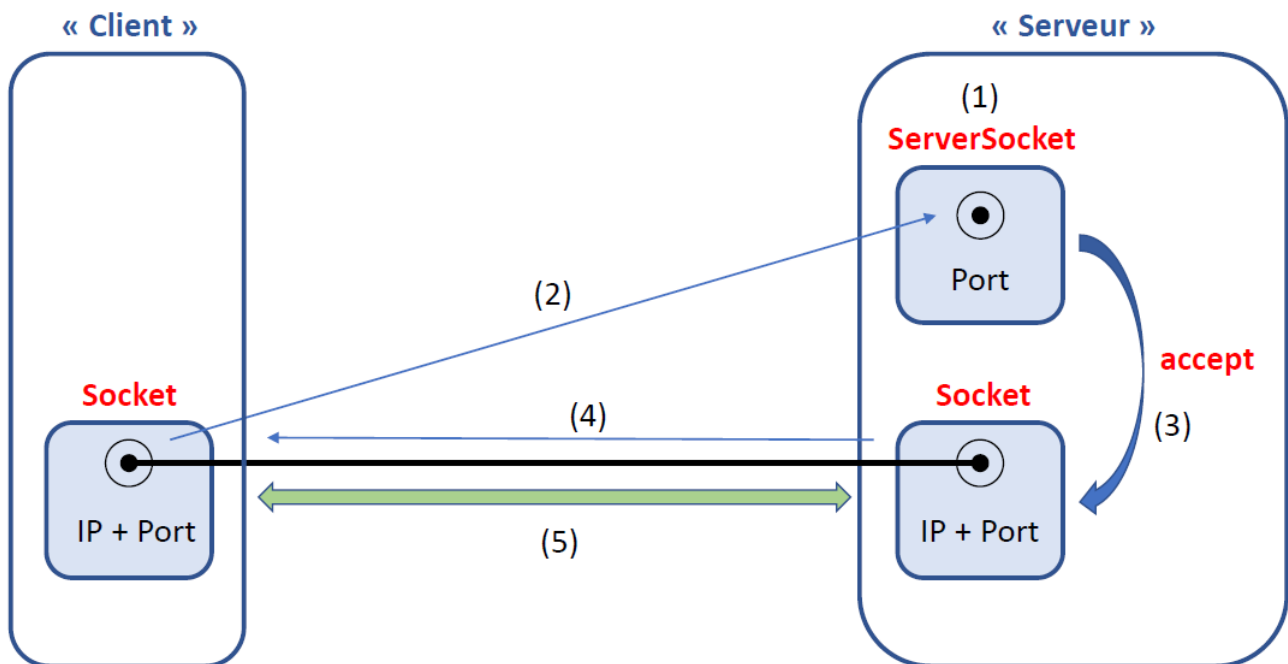 « Client »
« Serveur »
(1)
ServerSocket
Port
(2)
accept
Socket
Socket
(4)
(3)
IP + Port
IP + Port
(5)